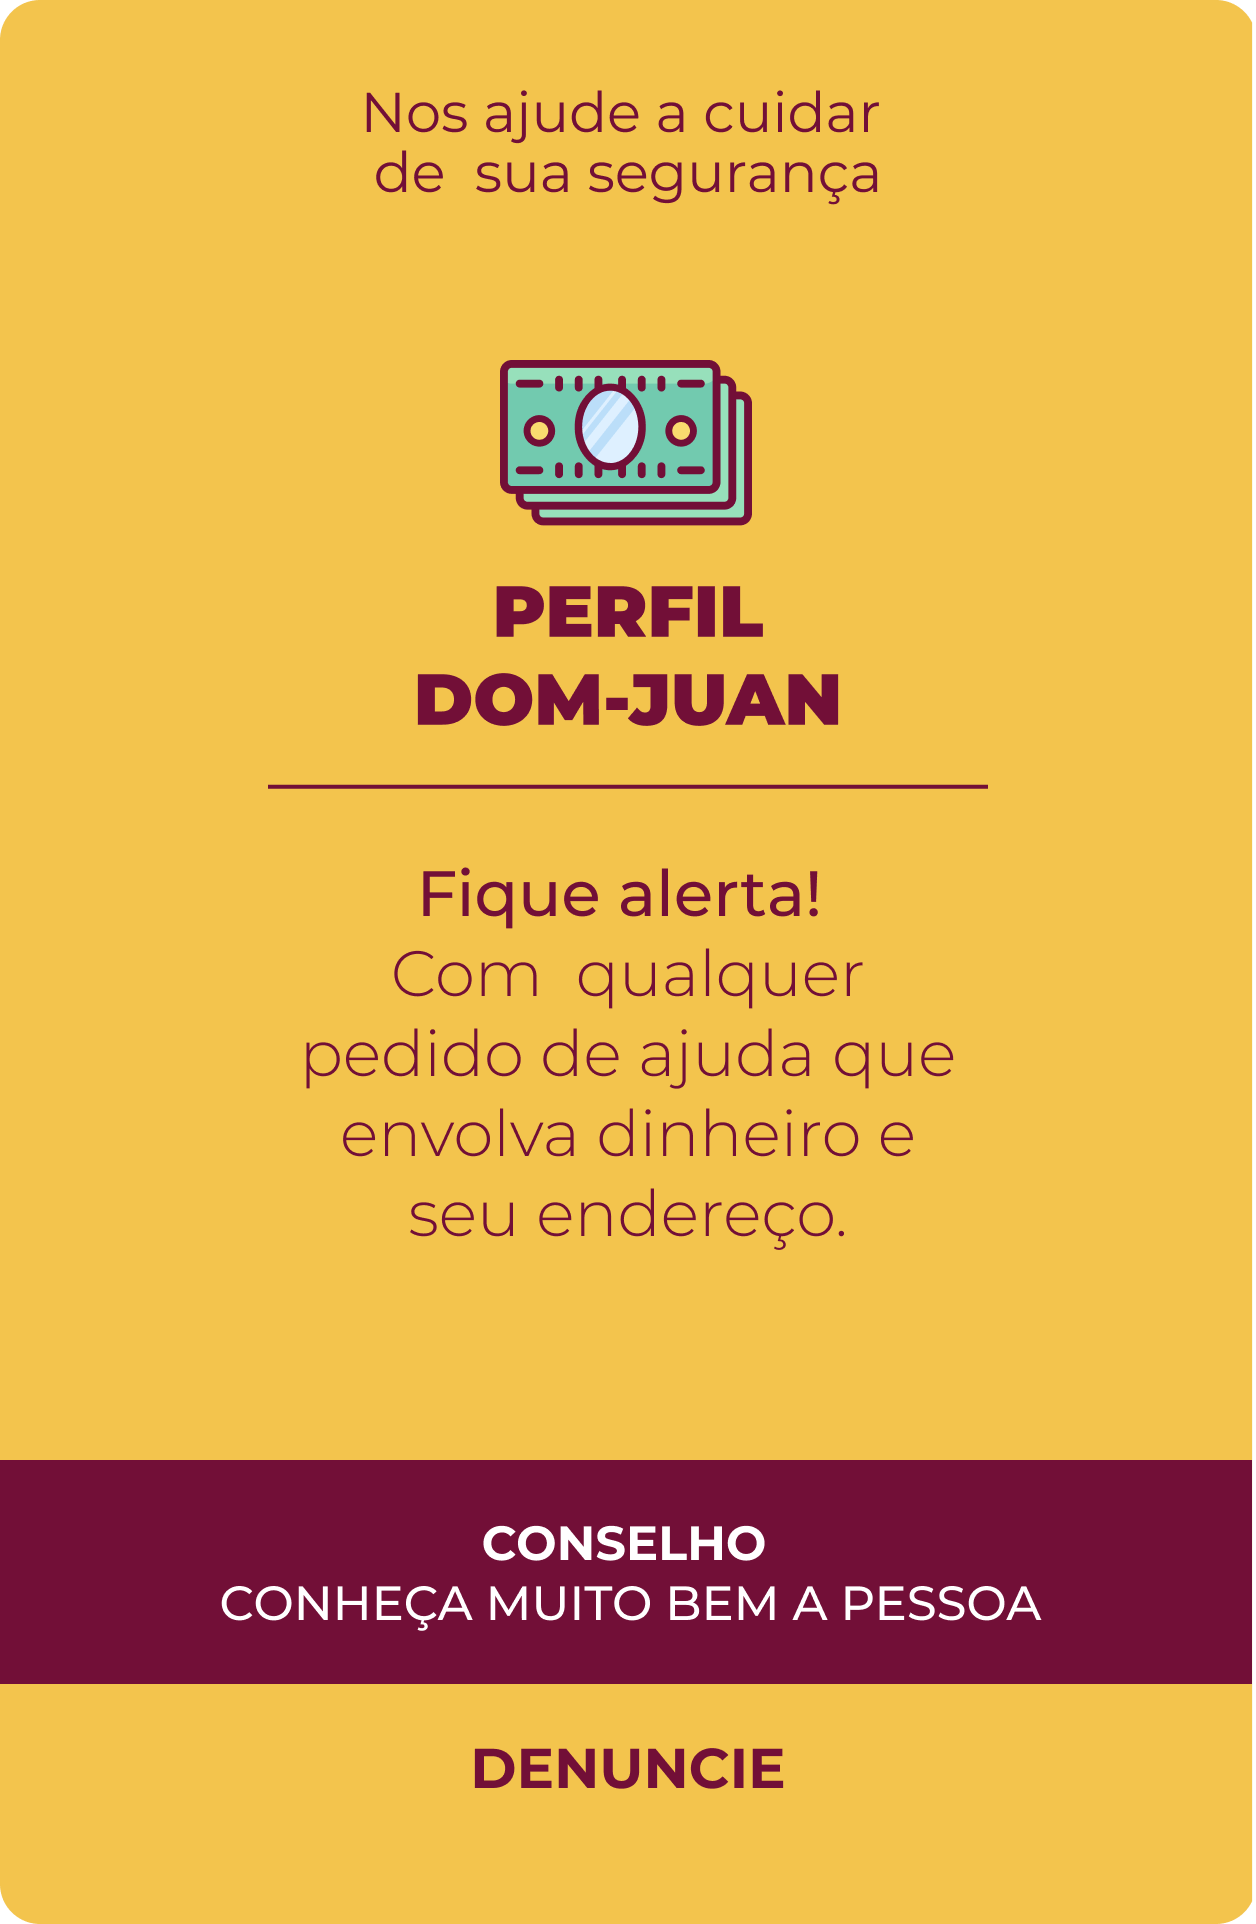 Nos ajude a cuidar
de sua segurança
PERFIL
DOM-JUAN
Fique alerta!
Com qualquer
pedido de ajuda que
envolva dinheiro e
seu endereço.
CONSELHO
CONHEÇA MUITO BEM A PESSOA
DENUNCIE